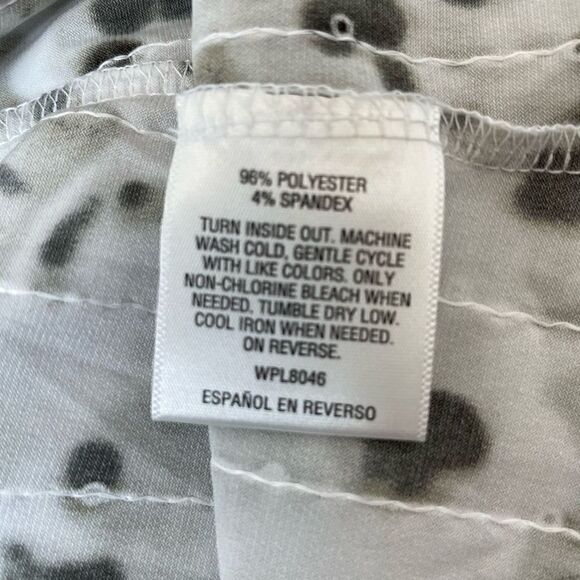 96% POLYESTER
4% SPANDEX
TURN INSIDE OUT. MACHINE
WASH COLD, GENTLE CYCLE
WITH LIKE COLORS. ONLY
NON-CHLORINE BLEACH WHEN
NEEDED. TUMBLE DRY LOW.
COOL IRON WHEN NEEDED.
ON REVERSE.
WPL8046
ESPAÑOL EN REVERSO